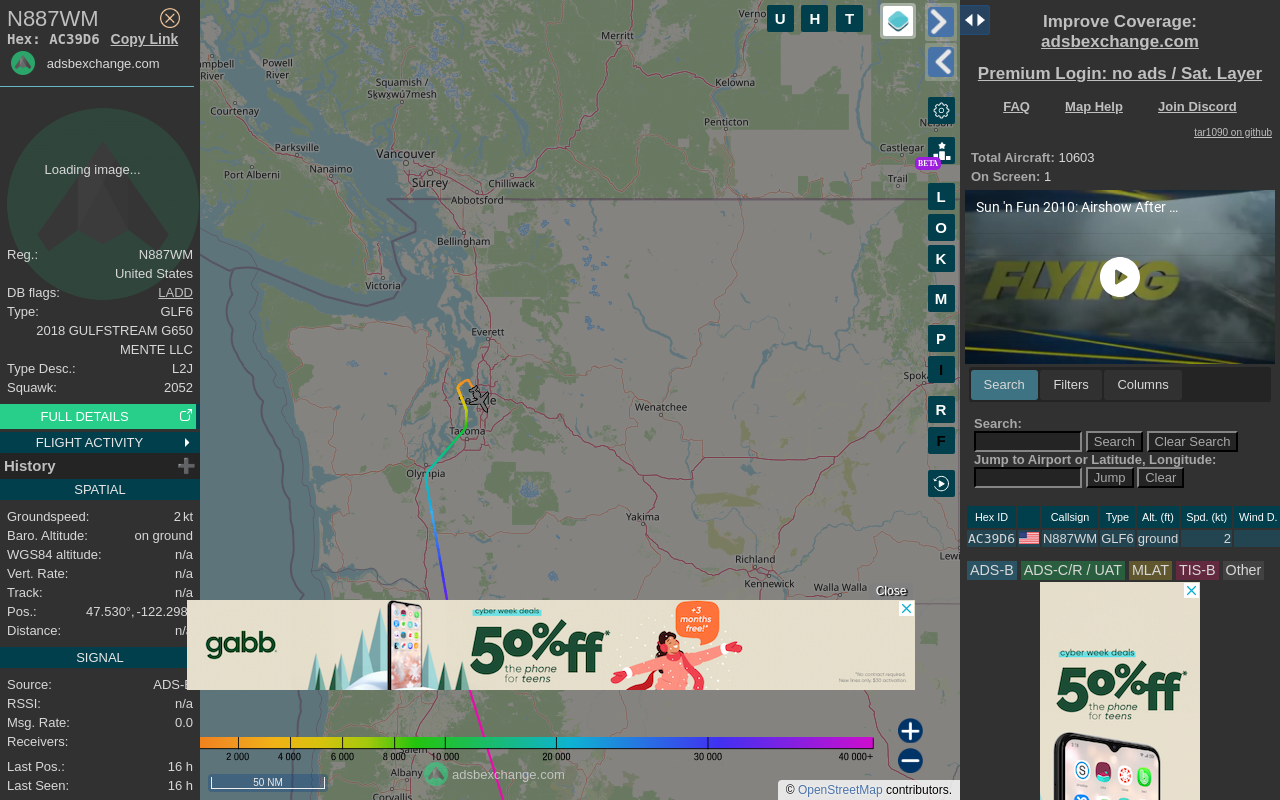 N887WM
Hex: AC39D6 Copy Link
adsbexchange.com
Loading image...
Reg.: N887WM
United States
DB flags: LADD
Type: GLF6
2018 GULFSTREAM G650
MENTE LLC
Type Desc.: L2J
Squawk: 2052
FULL DETAILS
FLIGHT ACTIVITY
History
SPATIAL
Groundspeed: 2 kt
Baro. Altitude: on ground
WGS84 altitude: n/a
Vert. Rate: n/a
Track: n/a
Pos.: 47.530°, -122.298
Distance: n/
SIGNAL
Source: ADS-
RSSI: n/a
Msg. Rate: 0.0
Receivers:
Last Pos.: 16 h
Last Seen: 16 h
U H T
Merritt
Verno
Powell
River
mpbell
River
Squamish /
Sḵwx̱wú7mesh
Kelowna
Courtenay
Penticton
Nelson
Parksville
Vancouver
Castlegar
Nanaimo
Port Alberni
Surrey
Chilliwack
Trail
Abbotsford
Bellingham
Victoria
Everett
Spok
Seattle
Wenatchee
Tacoma
Olympia
Yakima
Lewi
Richland
Kennewick
Walla Walla
Salem
Albany
Corvallis
BETA
L
O
K
M
P
I
R
F
Close
gabb
cyber week deals
50% off*
the phone
for teens
+3
months
free!*
*No contract required.
New lines only, $30 activation.
2 000 4 000 6 000 8 000 10 000 20 000 30 000 40 000+
adsbexchange.com
50 NM
© OpenStreetMap contributors.
Improve Coverage:
adsbexchange.com
Premium Login: no ads / Sat. Layer
FAQ Map Help Join Discord
tar1090 on github
Total Aircraft: 10603
On Screen: 1
Sun 'n Fun 2010: Airshow After ...
FLYING
Search Filters Columns
Search:
Search Clear Search
Jump to Airport or Latitude, Longitude:
Jump Clear
Hex ID Callsign Type Alt. (ft) Spd. (kt) Wind D.
AC39D6 N887WM GLF6 ground 2
ADS-B ADS-C/R / UAT MLAT TIS-B Other
cyber week deals
50% off*
the phone
for teens